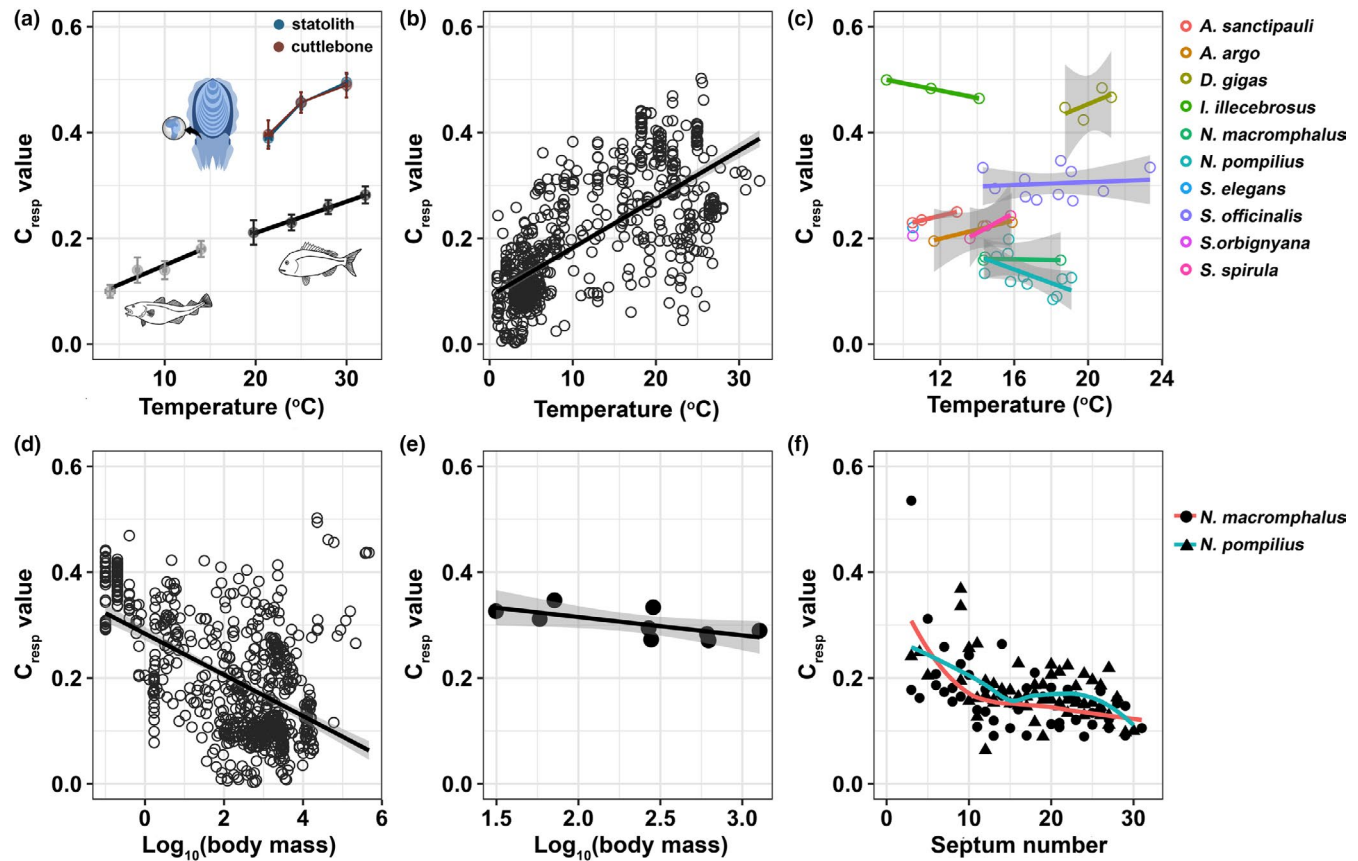 (a)
0.6
0.4
0.2
0.0
C_resp value
statolith
cuttlebone
10
20
30
Temperature (°C)
(b)
0.6
0.4
0.2
0.0
C_resp value
0
10
20
30
Temperature (°C)
(c)
0.6
0.4
0.2
0.0
C_resp value
12
16
20
24
Temperature (°C)
A. sanctipauli
A. argo
D. gigas
I. illecebrosus
N. macromphalus
N. pompilius
S. elegans
S. officinalis
S.orbignyana
S. spirula
(d)
0.6
0.4
0.2
0.0
C_resp value
0
2
4
6
Log₁₀(body mass)
(e)
0.6
0.4
0.2
0.0
C_resp value
1.5
2.0
2.5
3.0
Log₁₀(body mass)
(f)
0.6
0.4
0.2
0.0
C_resp value
0
10
20
30
Septum number
N. macromphalus
N. pompilius